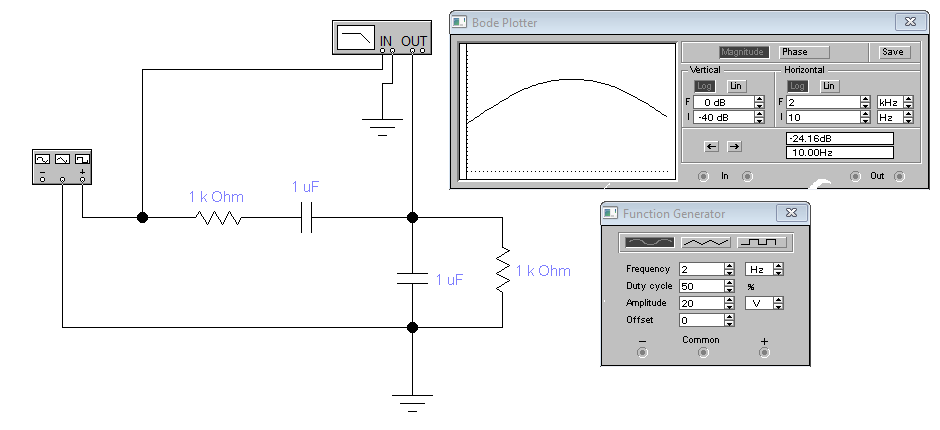 Bode Plotter
IN OUT
Magnitude Phase Save
Vertical Horizontal
Log Lin Log Lin
F 0 dB F 2 kHz
I -40 dB I 10 Hz
-24.16dB
10.00Hz
In Out
- +
1 k Ohm
1 uF
1 uF
1 k Ohm
Function Generator
Frequency 2 Hz
Duty cycle 50 %
Amplitude 20 V
Offset 0
- Common +